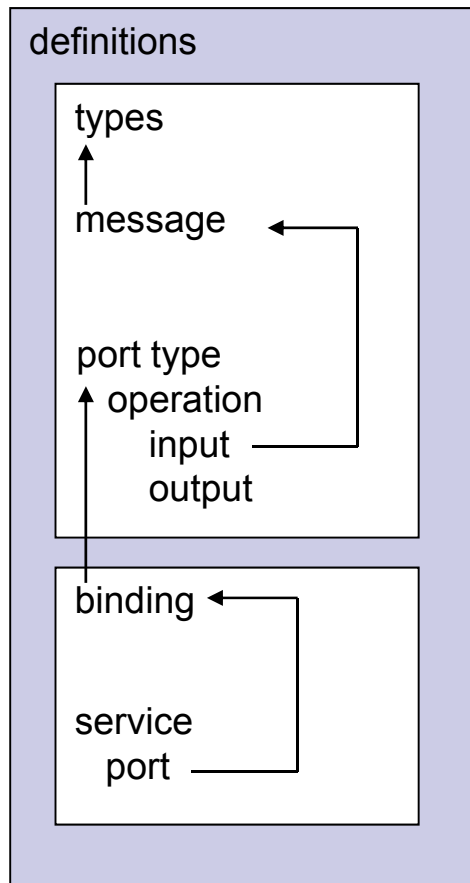 definitions
types
message
port type
operation
input
output
binding
service
port